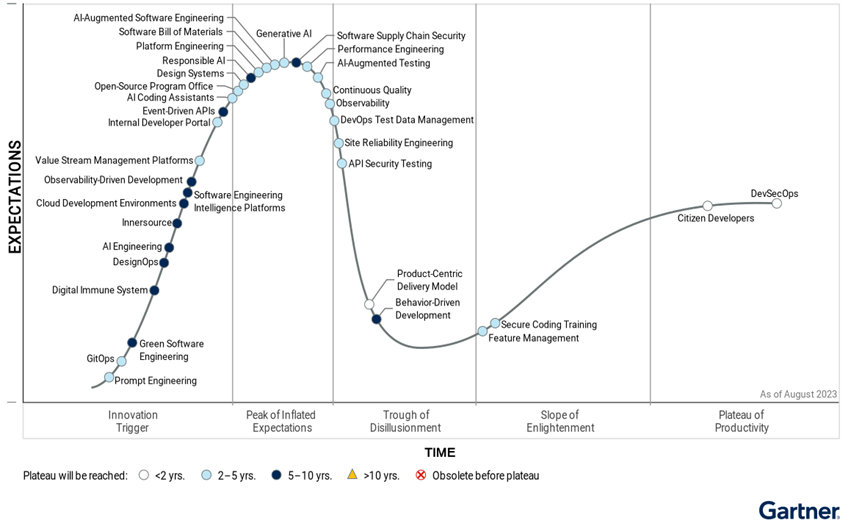 AI-Augmented Software Engineering
Software Bill of Materials
Platform Engineering
Responsible AI
Design Systems
Open-Source Program Office
AI Coding Assistants
Event-Driven APIs
Internal Developer Portal
Value Stream Management Platforms
Observability-Driven Development
Software Engineering
Intelligence Platforms
Cloud Development Environments
Innersource
AI Engineering
DesignOps
Digital Immune System
Green Software
Engineering
GitOps
Prompt Engineering
Generative AI
Software Supply Chain Security
Performance Engineering
AI-Augmented Testing
Continuous Quality
Observability
DevOps Test Data Management
Site Reliability Engineering
API Security Testing
Product-Centric
Delivery Model
Behavior-Driven
Development
Secure Coding Training
Feature Management
Citizen Developers
DevSecOps
EXPECTATIONS
As of August 2023
Innovation
Trigger
Peak of Inflated
Expectations
Trough of
Disillusionment
Slope of
Enlightenment
Plateau of
Productivity
TIME
Plateau will be reached: <2 yrs. 2–5 yrs. 5–10 yrs. >10 yrs. Obsolete before plateau
Gartner